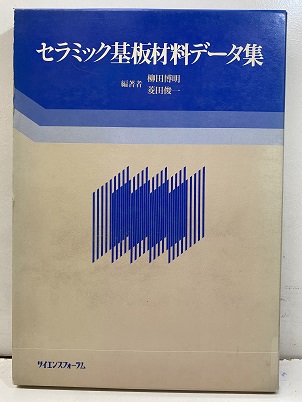 セラミック基板材料データ集
編著者
柳田博明
菱田俊一
サイエンスフォーラム